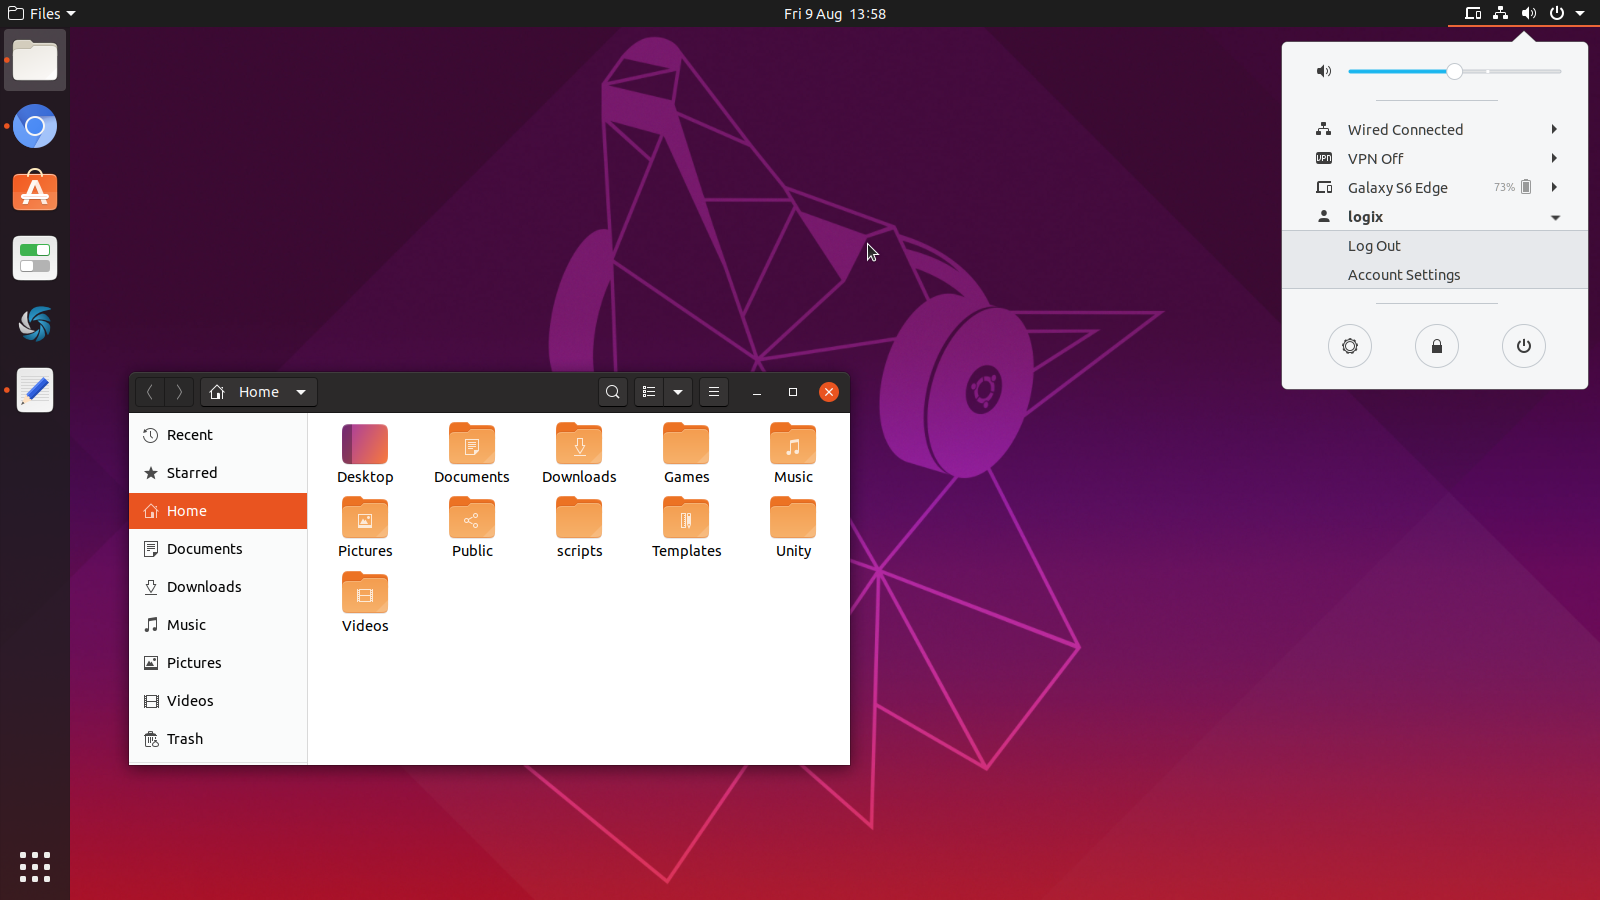 Files
Fri 9 Aug 13:58
Wired Connected
VPN
VPN Off
Galaxy S6 Edge 73%
logix
Log Out
Account Settings
Home
Recent
Starred
Home
Documents
Downloads
Music
Pictures
Videos
Trash
Desktop Documents Downloads Games Music
Pictures Public scripts Templates Unity
Videos